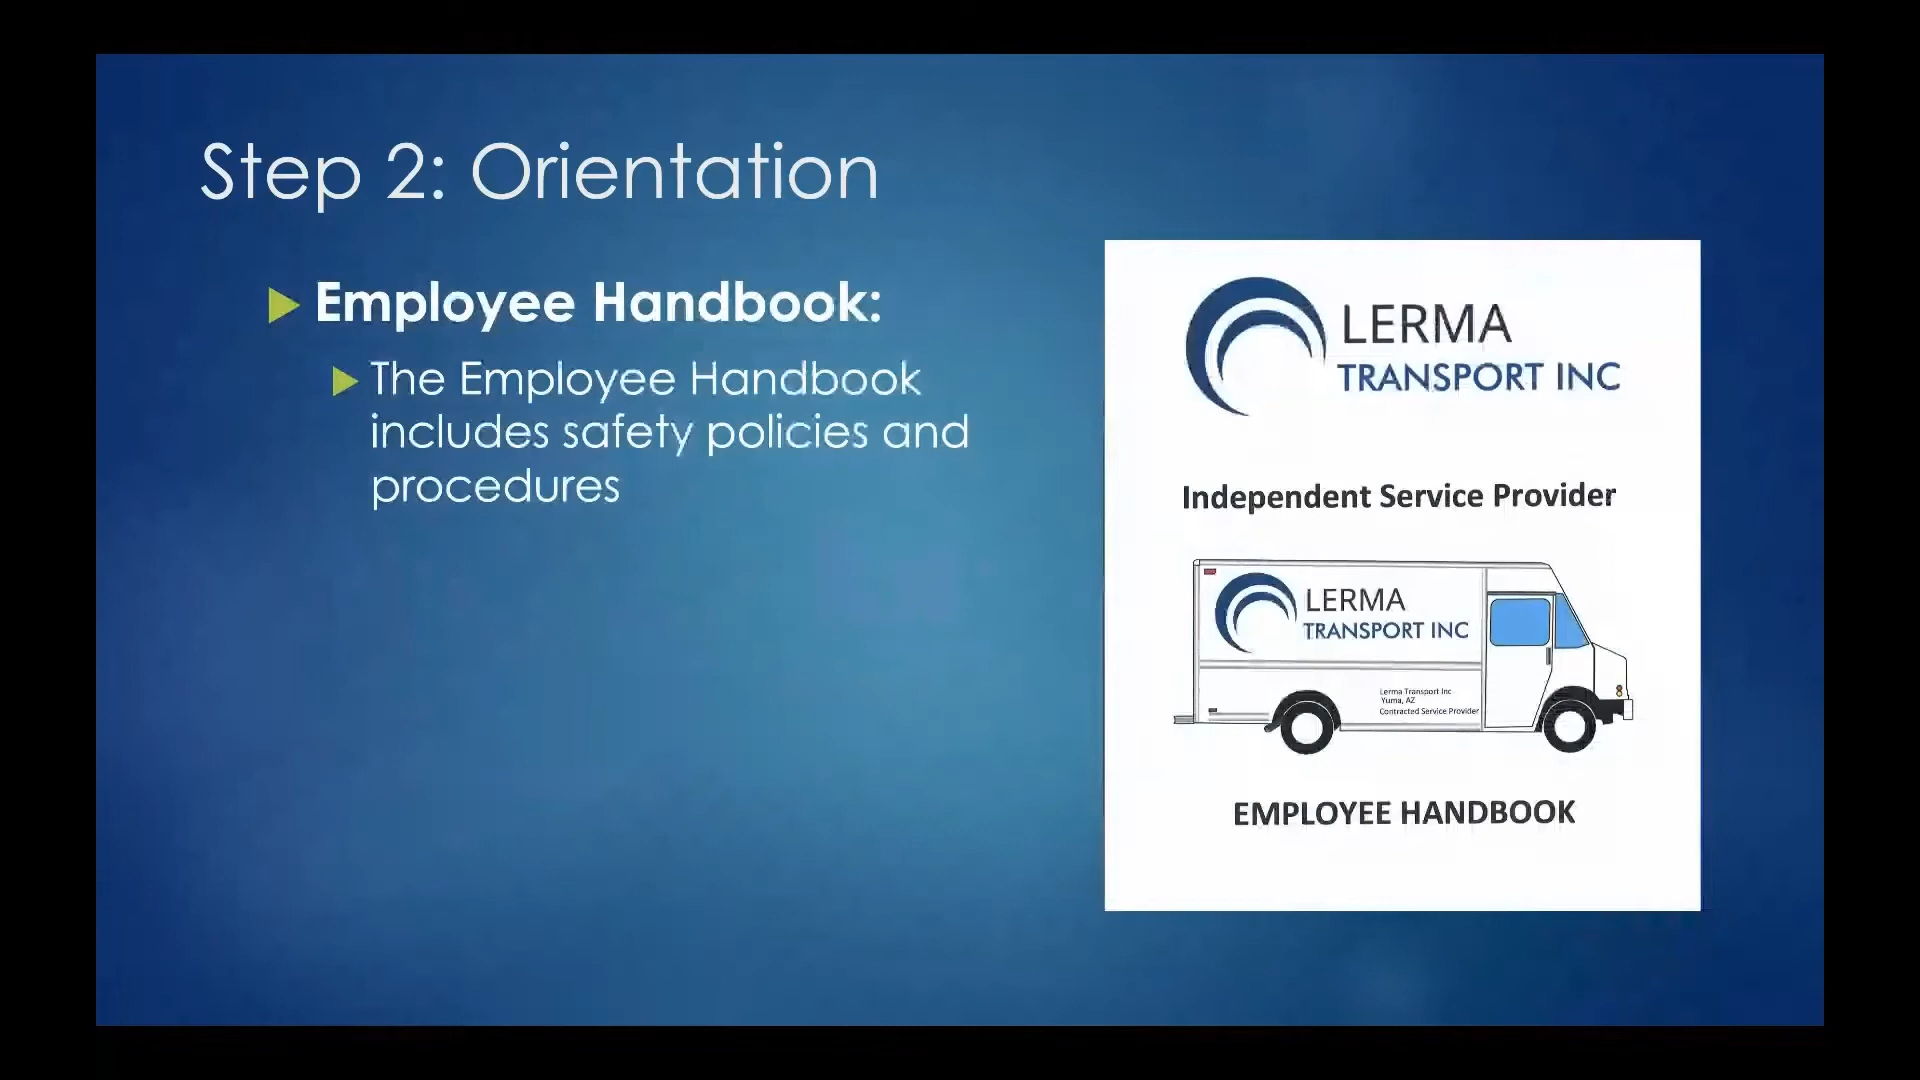 Step 2: Orientation
Employee Handbook:
The Employee Handbook
includes safety policies and
procedures
LERMA
TRANSPORT INC
Independent Service Provider
LERMA
TRANSPORT INC
Lerma Transport Inc
Yuma, AZ
Contracted Service Provider
EMPLOYEE HANDBOOK